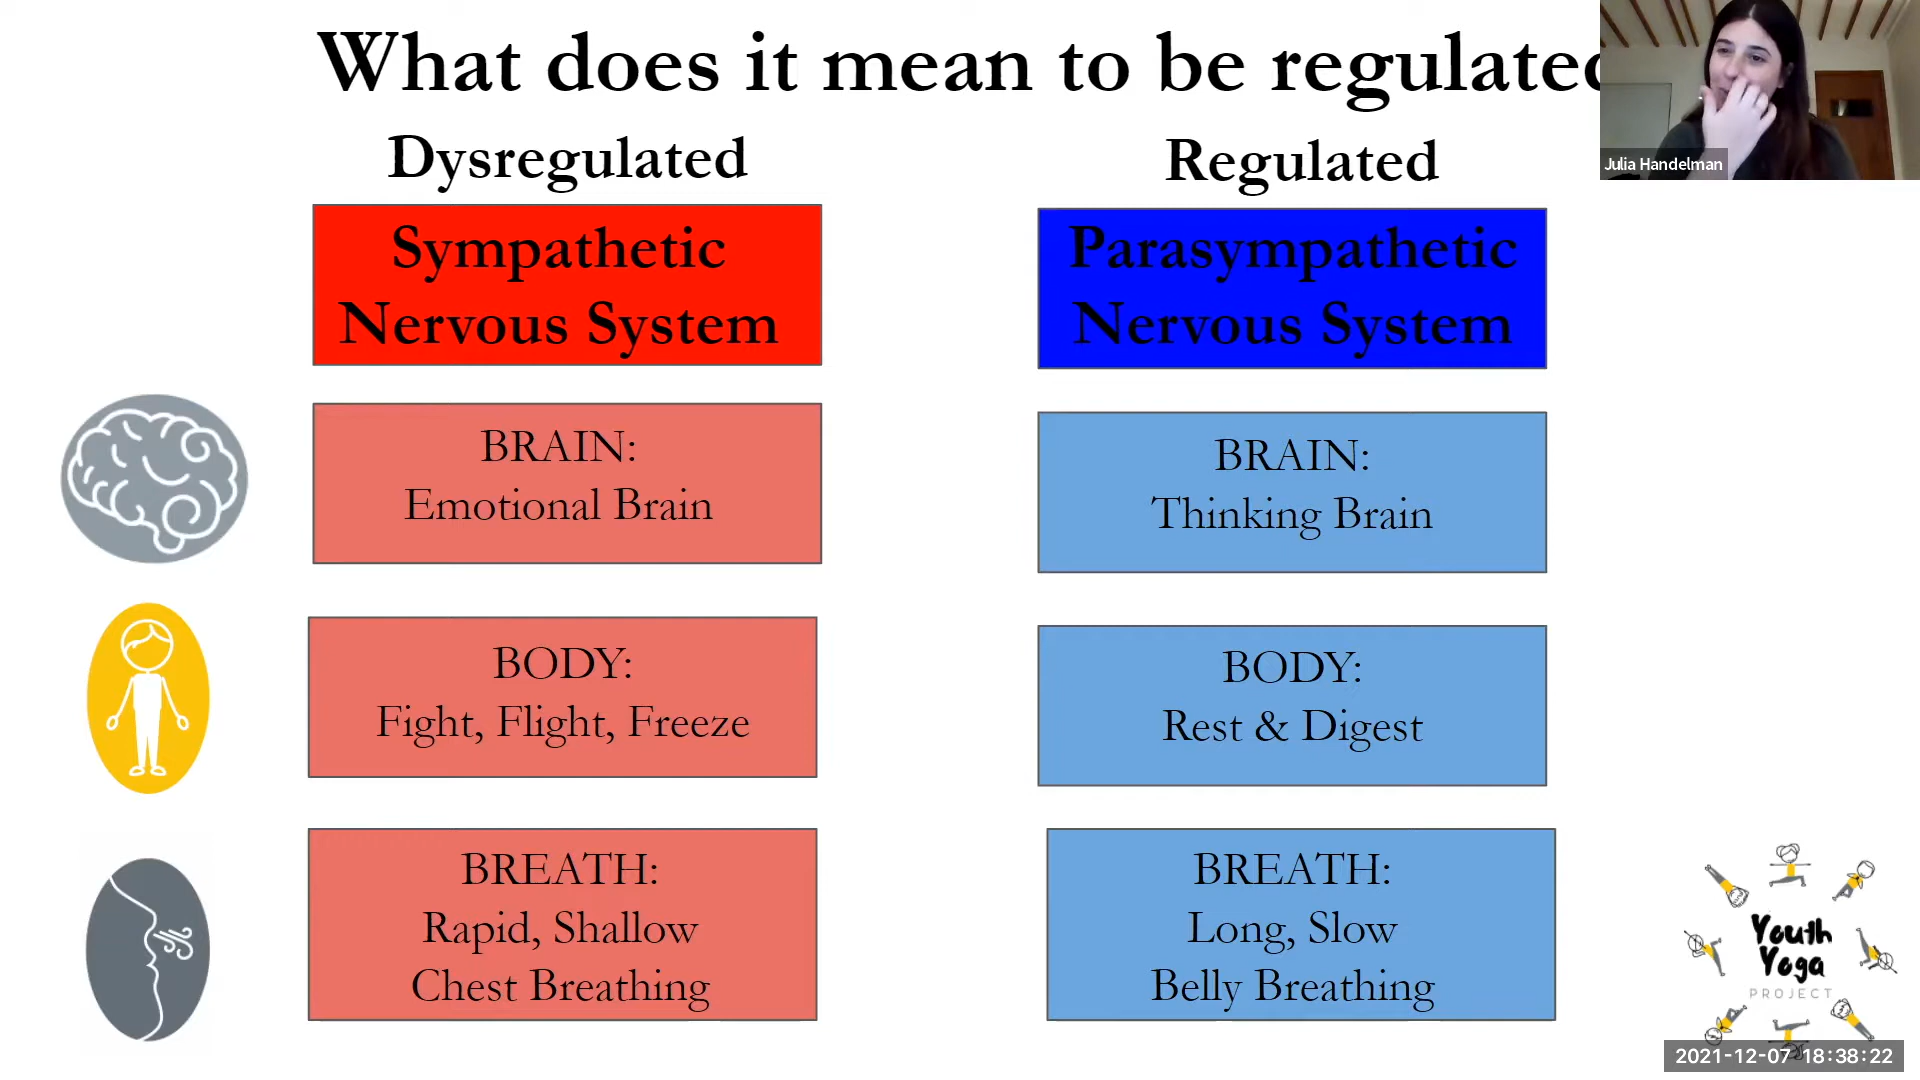 What does it mean to be regulated
Julia Handelman
Dysregulated
Regulated
Sympathetic
Nervous System
Parasympathetic
Nervous System
BRAIN:
Emotional Brain
BRAIN:
Thinking Brain
BODY:
Fight, Flight, Freeze
BODY:
Rest & Digest
BREATH:
Rapid, Shallow
Chest Breathing
BREATH:
Long, Slow
Belly Breathing
Youth
Yoga
PROJECT
2021-12-07 18:38:22